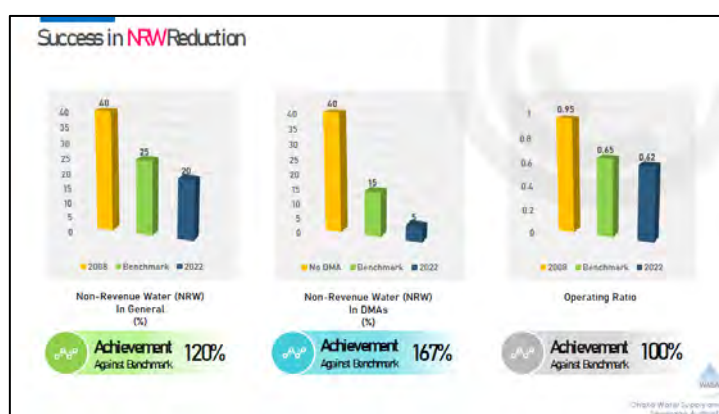 Success in NRW Reduction
40
35
30
25
20
15
10
5
0
40
25
20
2008 Benchmark 2022
Non-Revenue Water (NRW)
In General
(%)
Achievement
Against Benchmark
120%
40
35
30
25
20
15
10
5
0
40
15
5
No DMA Benchmark 2022
Non-Revenue Water (NRW)
In DMAs
(%)
Achievement
Against Benchmark
167%
1
0.8
0.6
0.4
0.2
0
0.95
0.65
0.62
2008 Benchmark 2022
Operating Ratio
Achievement
Against Benchmark
100%
Dhaka Water Supply and